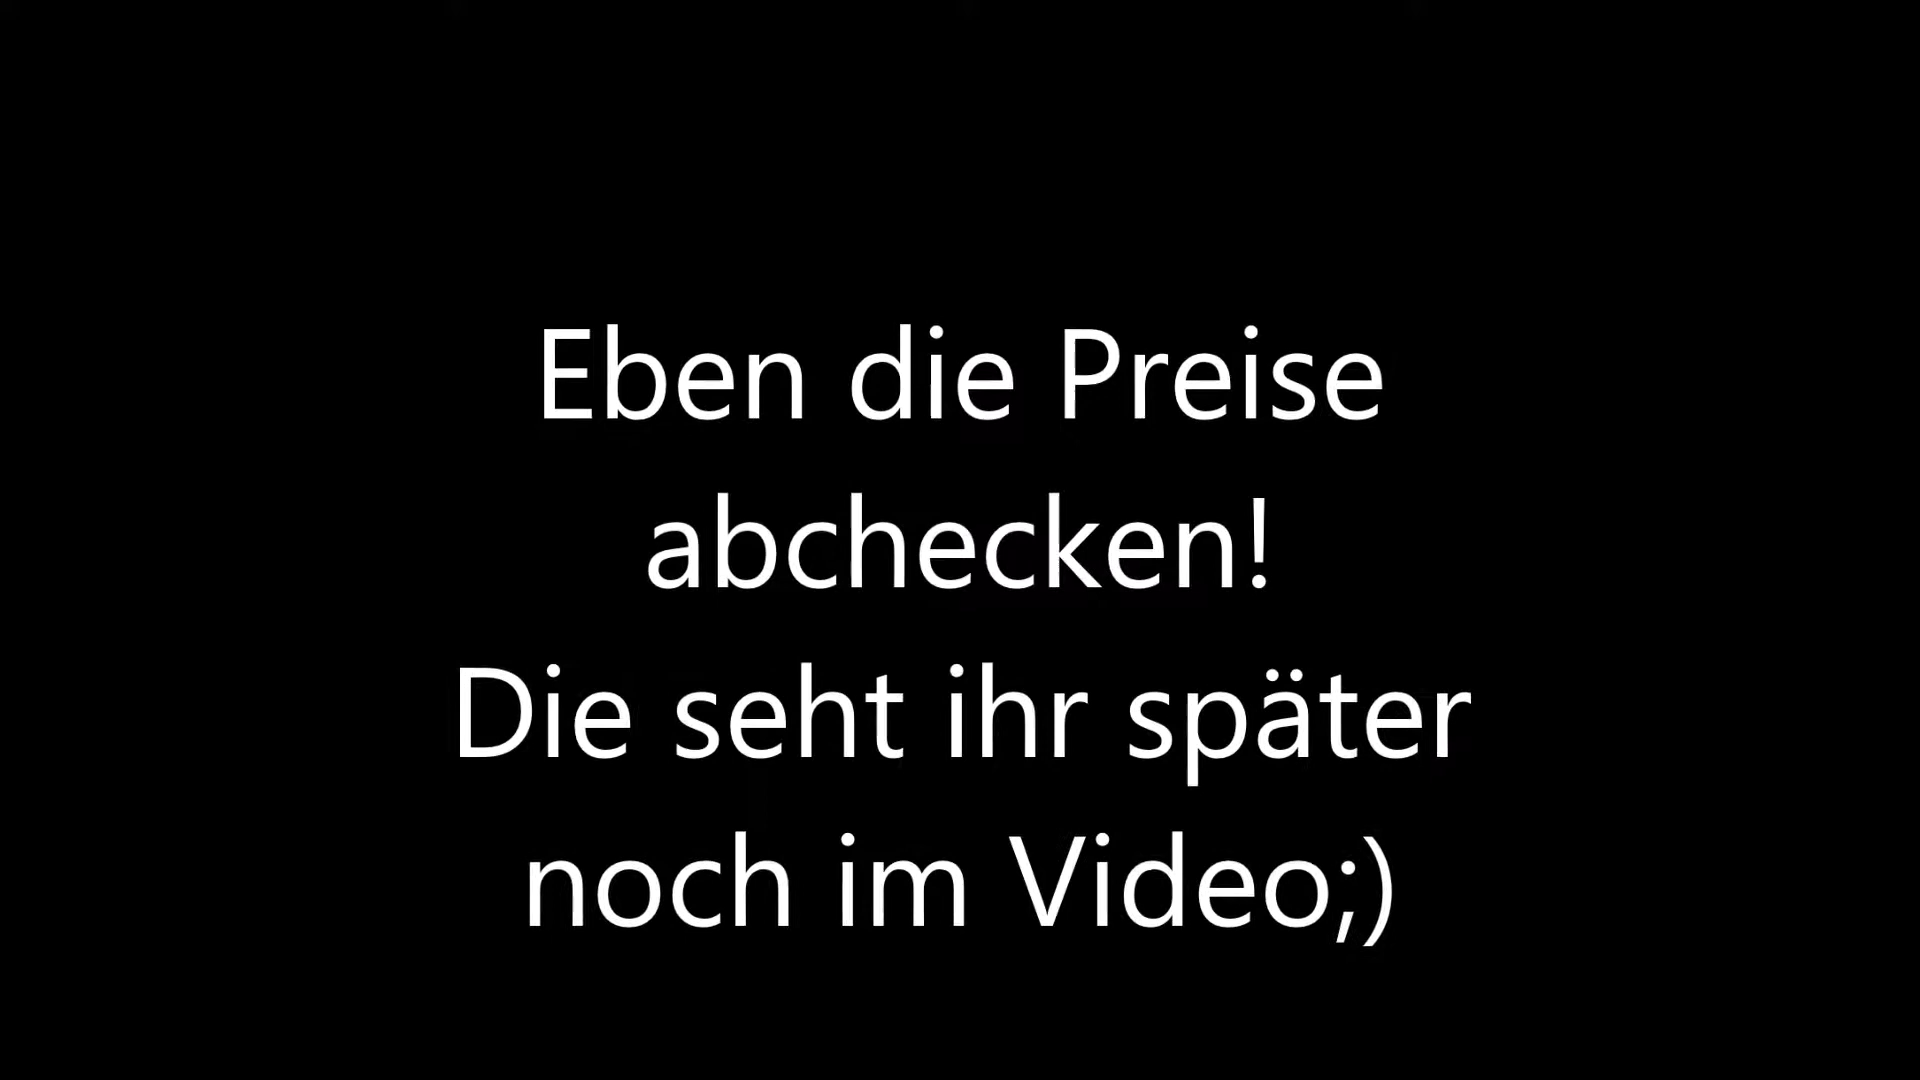 Eben die Preise
abchecken!
Die seht ihr später
noch im Video;)